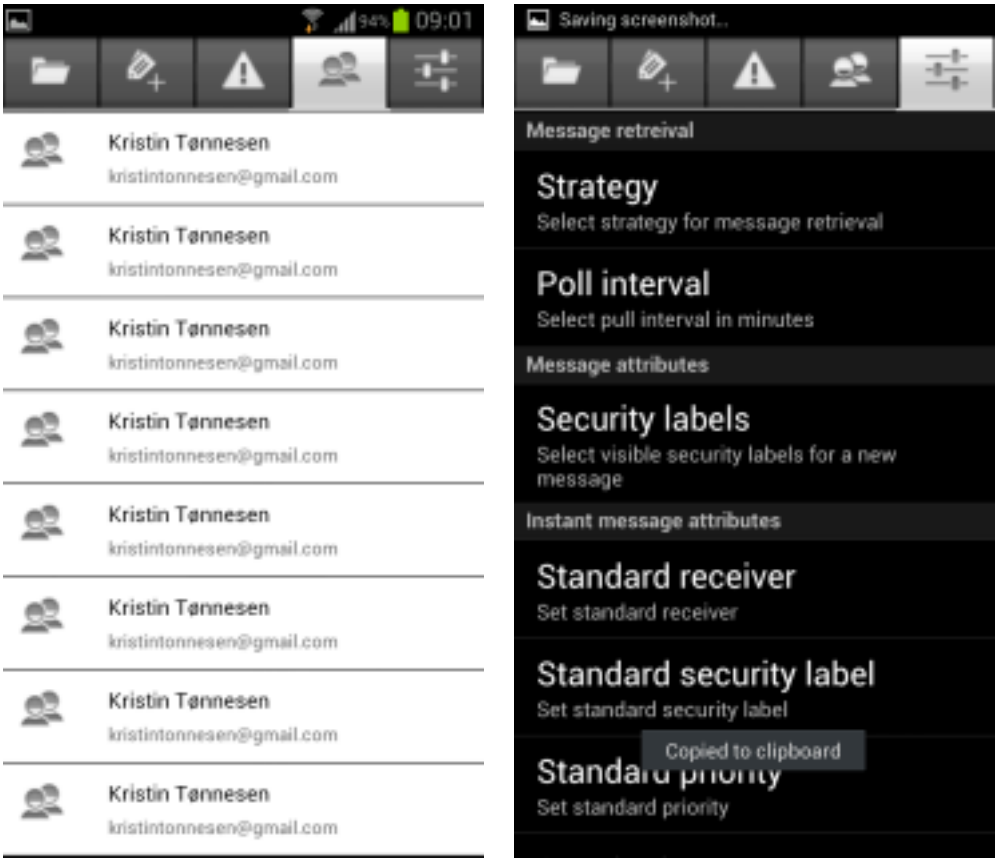 94% 09:01
Kristin Tønnesen
kristintonnesen@gmail.com
Kristin Tønnesen
kristintonnesen@gmail.com
Kristin Tønnesen
kristintonnesen@gmail.com
Kristin Tønnesen
kristintonnesen@gmail.com
Kristin Tønnesen
kristintonnesen@gmail.com
Kristin Tønnesen
kristintonnesen@gmail.com
Kristin Tønnesen
kristintonnesen@gmail.com
Kristin Tønnesen
kristintonnesen@gmail.com
Saving screenshot..
Message retreival
Strategy
Select strategy for message retrieval
Poll interval
Select pull interval in minutes
Message attributes
Security labels
Select visible security labels for a new
message
Instant message attributes
Standard receiver
Set standard receiver
Standard security label
Set standard security label
Copied to clipboard
Standard priority
Set standard priority